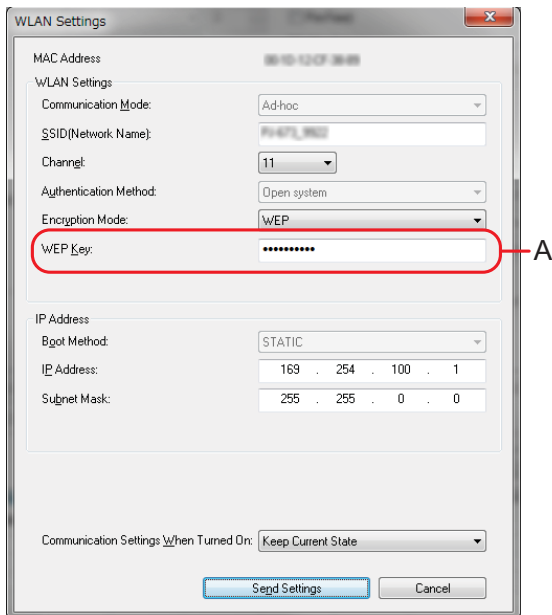 WLAN Settings
MAC Address
WLAN Settings
Communication Mode: Ad-hoc
SSID(Network Name):
Channel: 11
Authentication Method: Open system
Encryption Mode: WEP
WEP Key: ••••••••••
A
IP Address
Boot Method: STATIC
IP Address: 169 . 254 . 100 . 1
Subnet Mask: 255 . 255 . 0 . 0
Communication Settings When Turned On: Keep Current State
Send Settings Cancel